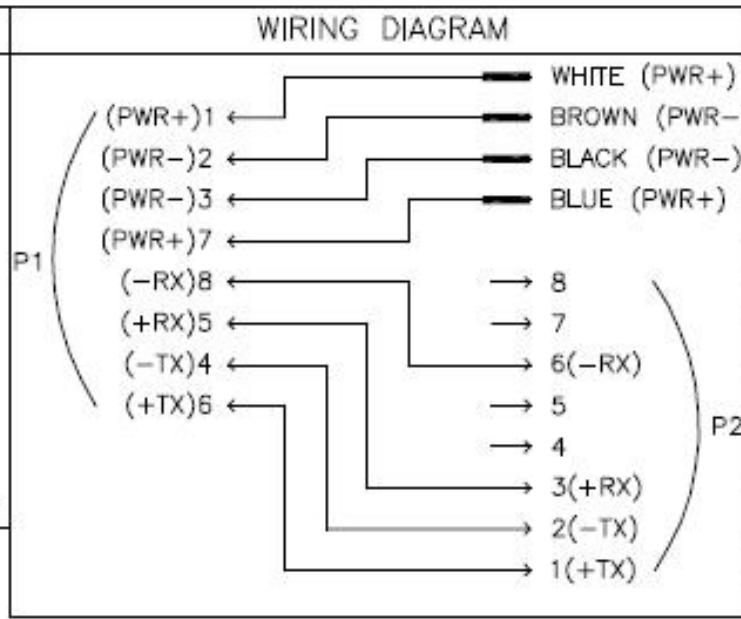 WIRING DIAGRAM
WHITE (PWR+)
(PWR+)1
BROWN (PWR-
(PWR-)2
BLACK (PWR-)
(PWR-)3
BLUE (PWR+)
(PWR+)7
P1
(-RX)8
8
(+RX)5
7
(-TX)4
6(-RX)
(+TX)6
5
P2
4
3(+RX)
2(-TX)
1(+TX)